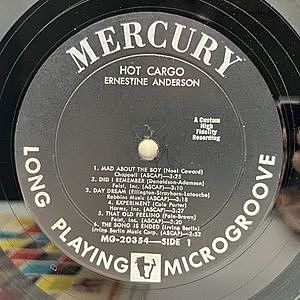 MERCURY
HOT CARGO
ERNESTINE ANDERSON
A Custom
High
Fidelity
Recording
1. MAD ABOUT THE BOY (Noel Coward)
Chappell (ASCAP)—3:25
2. DID I REMEMBER (Donaldson-Adamson)
Feist, Inc. (ASCAP)—3:10
3. DAY DREAM (Ellington-Strayhorn-Latouche)
Robbins Music (ASCAP)—3:35
4. EXPERIMENT (Cole Porter)
Harms, Inc. (ASCAP)—3:27
5. THAT OLD FEELING (Fain-Brown)
Feist, Inc. (ASCAP)—2:20
6. THE SONG IS ENDED (Irving Berlin)
Irving Berlin Music Corp. (ASCAP)—2:52
MG-20354—SIDE 1
LONG PLAYING MICROGROOVE